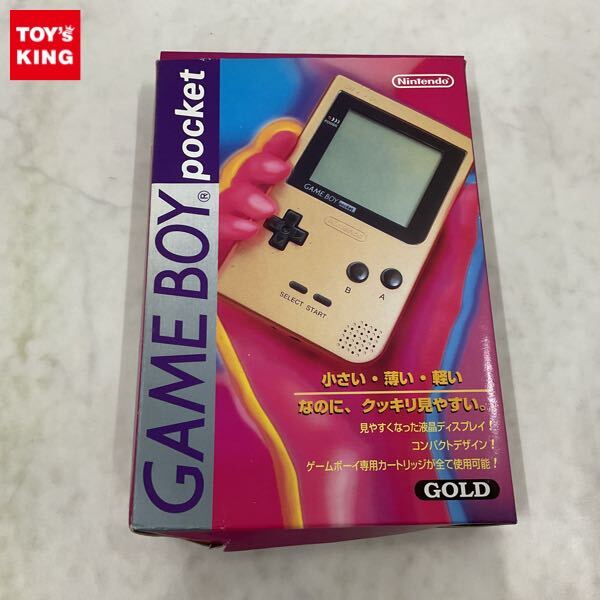 TOY's
KING
GAME BOY® pocket
Nintendo
POWER
GAME BOY pocket
Nintendo
B A
SELECT START
小さい・薄い・軽い
なのに、クッキリ見やすい。
見やすくなった液晶ディスプレイ!
コンパクトデザイン!
ゲームボーイ専用カートリッジが全て使用可能!
GOLD